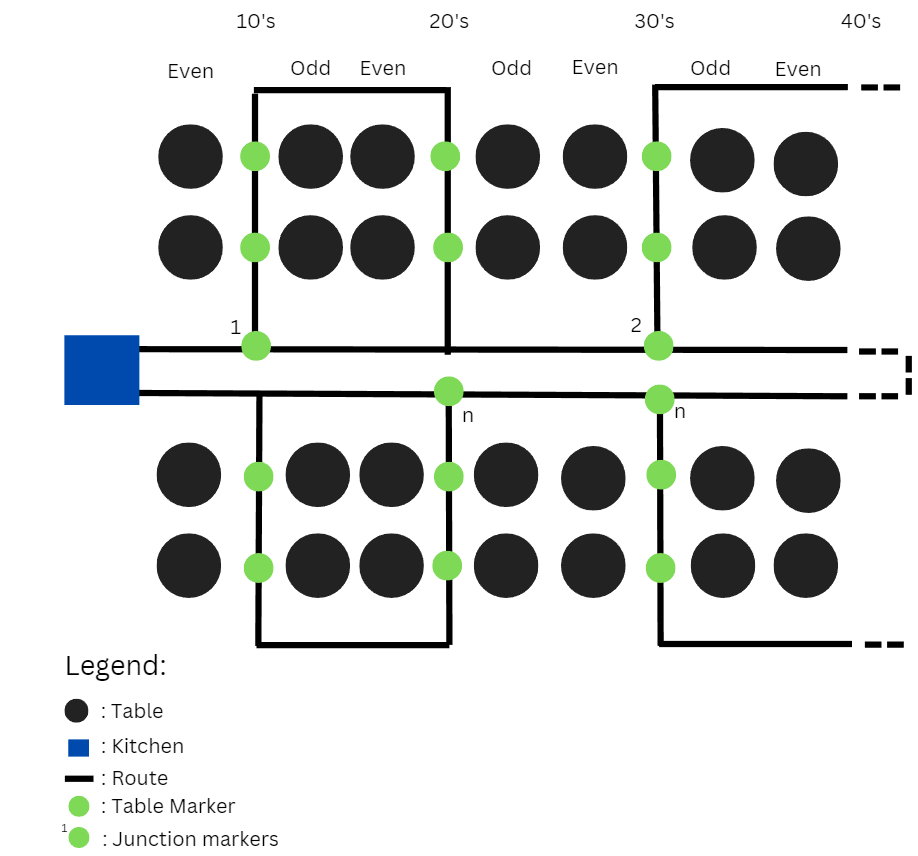 10's 20's 30's 40's
Even Odd Even Odd Even Odd Even
1 2
n n
Legend:
: Table
: Kitchen
: Route
: Table Marker
1 : Junction markers